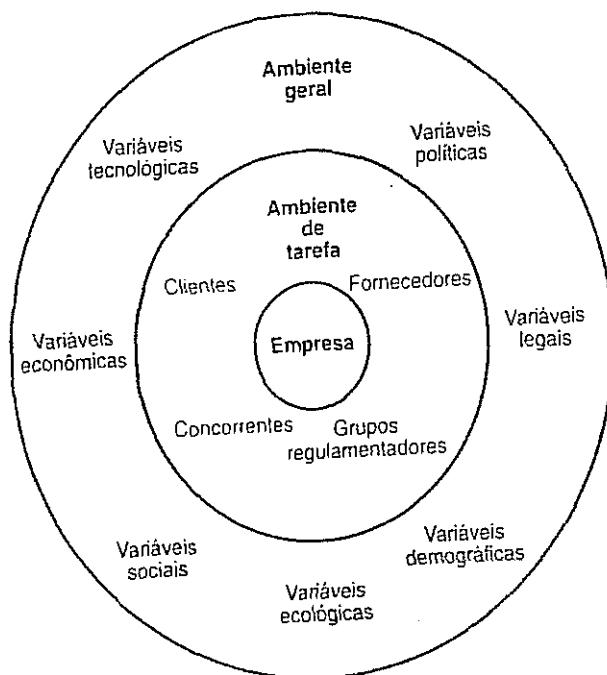 Ambiente
geral
Variáveis
tecnológicas
Variáveis
políticas
Ambiente
de
tarefa
Clientes
Fornecedores
Variáveis
econômicas
Empresa
Variáveis
legais
Concorrentes
Grupos
regulamentadores
Variáveis
sociais
Variáveis
ecológicas
Variáveis
demográficas